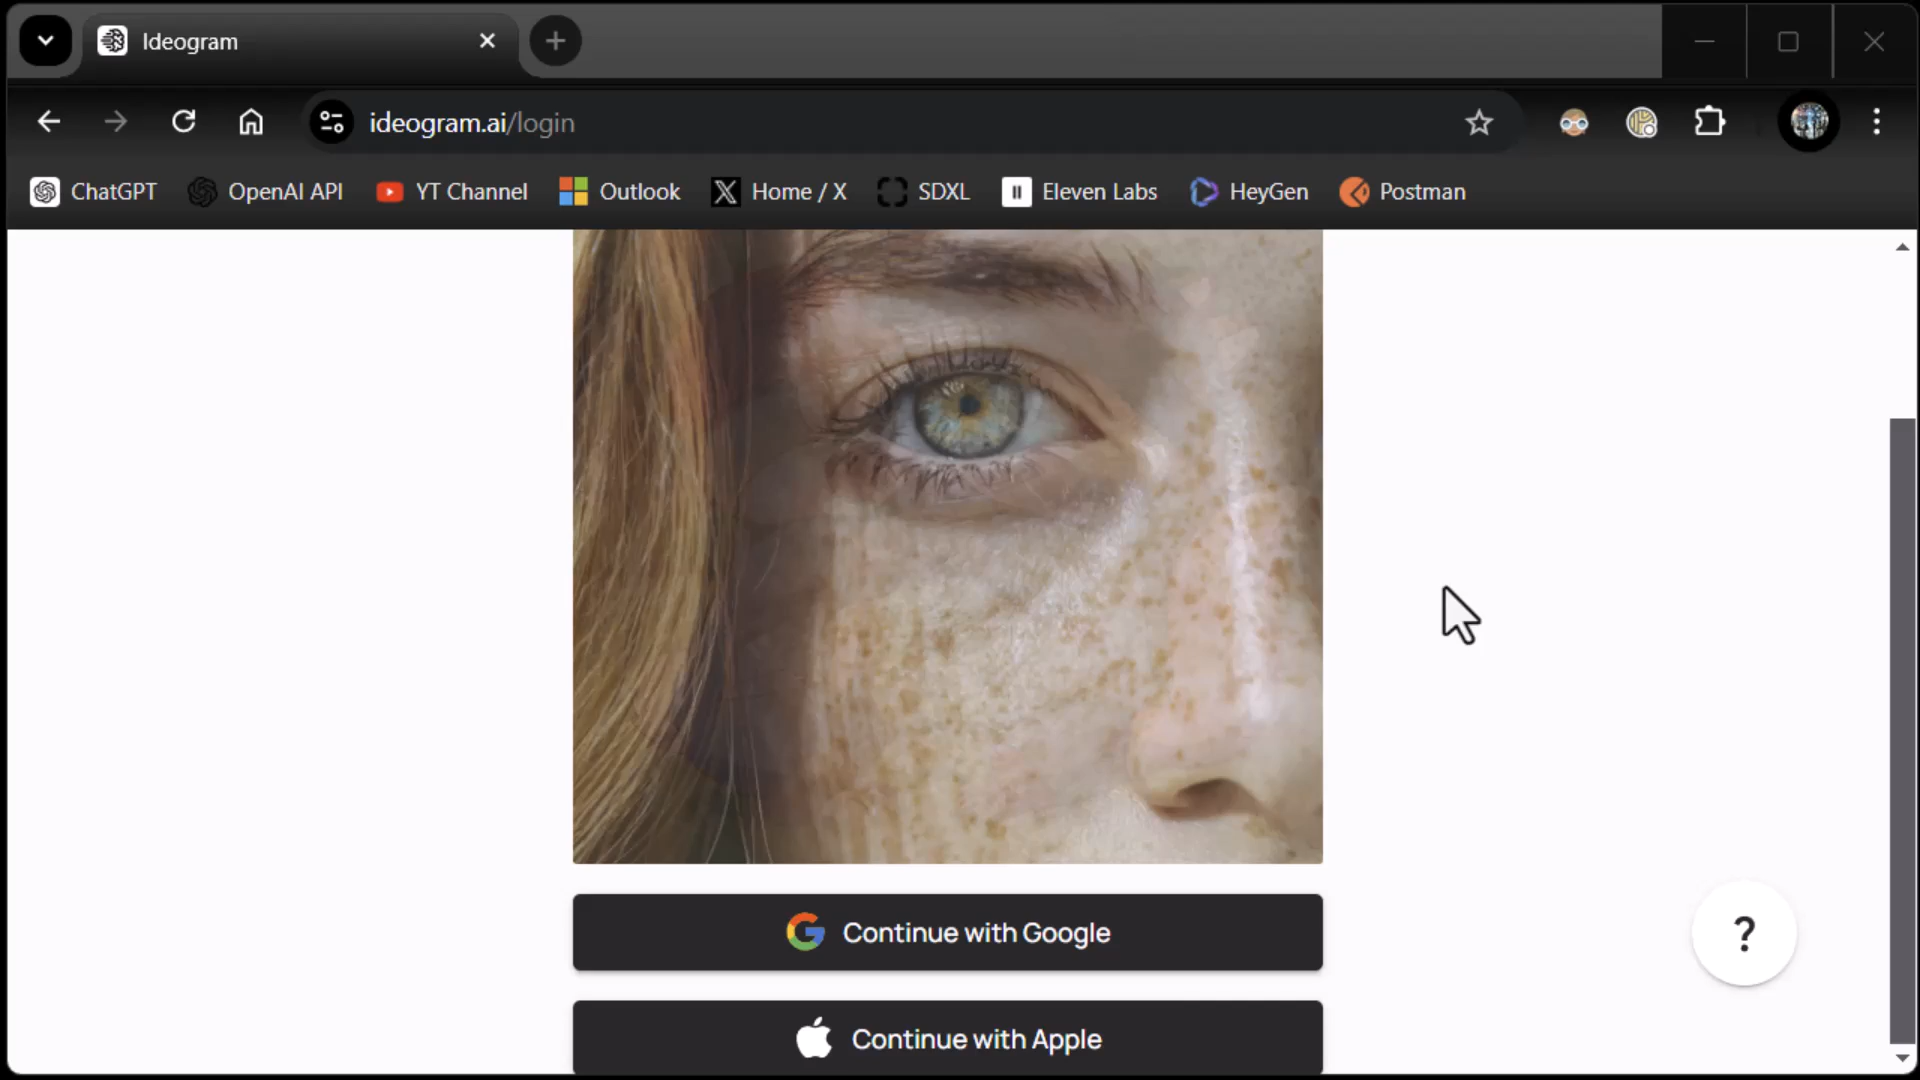 Ideogram
ideogram.ai/login
ChatGPT OpenAI API YT Channel Outlook Home / X SDXL Eleven Labs HeyGen Postman
Continue with Google
?
Continue with Apple